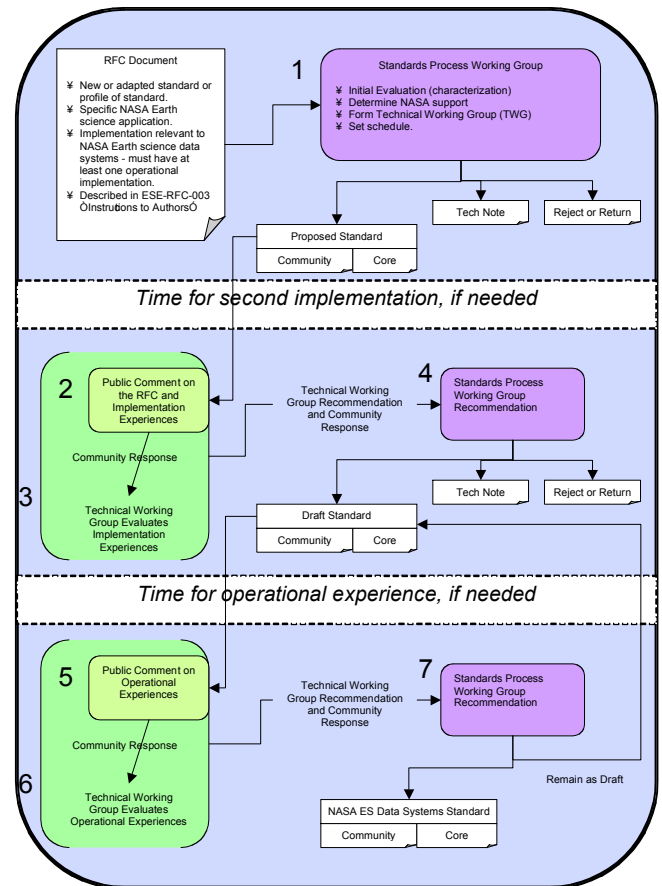 RFC Document
¥ New or adapted standard or
profile of standard.
¥ Specific NASA Earth
science application.
¥ Implementation relevant to
NASA Earth science data
systems - must have at
least one operational
implementation.
¥ Described in ESE-RFC-003
ÒInstrutions to AuthorsÓ
1
Standards Process Working Group
¥ Initial Evaluation (characterization)
¥ Determine NASA support
¥ Form Technical Working Group (TWG)
¥ Set schedule.
Tech Note
Reject or Return
Proposed Standard
Community
Core
Time for second implementation, if needed
2
Public Comment on
the RFC and
Implementation
Experiences
Community Response
3
Technical Working
Group Evaluates
Implementation
Experiences
Technical Working
Group Recommendation
and Community
Response
4
Standards Process
Working Group
Recommendation
Tech Note
Reject or Return
Draft Standard
Community
Core
Time for operational experience, if needed
5
Public Comment on
Operational
Experiences
Community Response
6
Technical Working
Group Evaluates
Operational Experiences
Technical Working
Group Recommendation
and Community
Response
7
Standards Process
Working Group
Recommendation
Remain as Draft
NASA ES Data Systems Standard
Community
Core